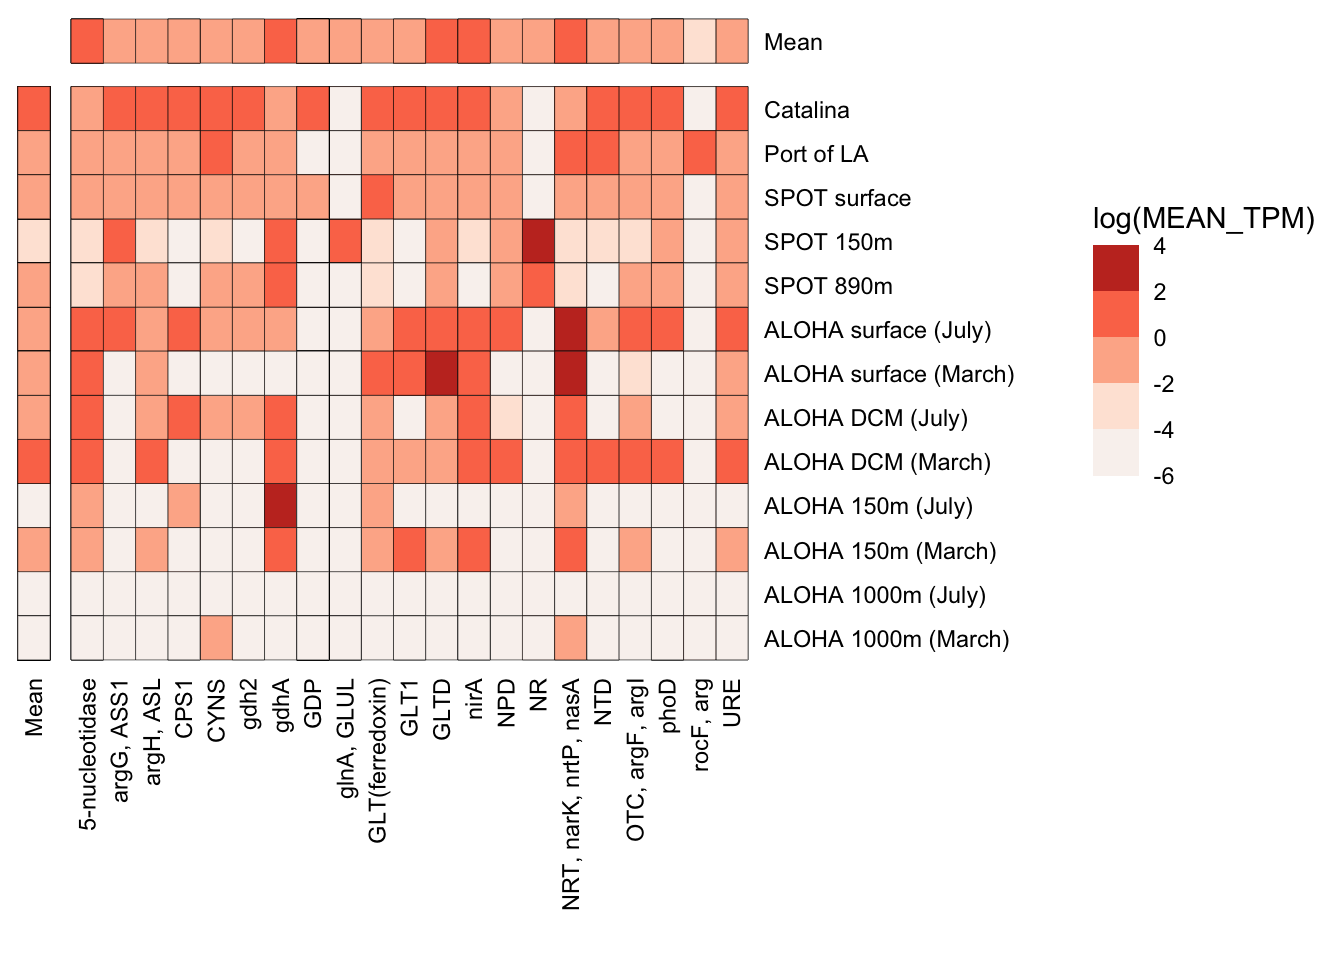 Mean
Catalina
Port of LA
SPOT surface
SPOT 150m
SPOT 890m
ALOHA surface (July)
ALOHA surface (March)
ALOHA DCM (July)
ALOHA DCM (March)
ALOHA 150m (July)
ALOHA 150m (March)
ALOHA 1000m (July)
ALOHA 1000m (March)
log(MEAN_TPM)
4
2
0
-2
-4
-6
Mean
5-nucleotidase
argG, ASS1
argH, ASL
CPS1
CYNS
gdh2
gdhA
GDP
glnA, GLUL
GLT(ferredoxin)
GLT1
GLTD
nirA
NPD
NR
NRT, narK, nrtP, nasA
NTD
OTC, argF, argI
phoD
rocF, arg
URE